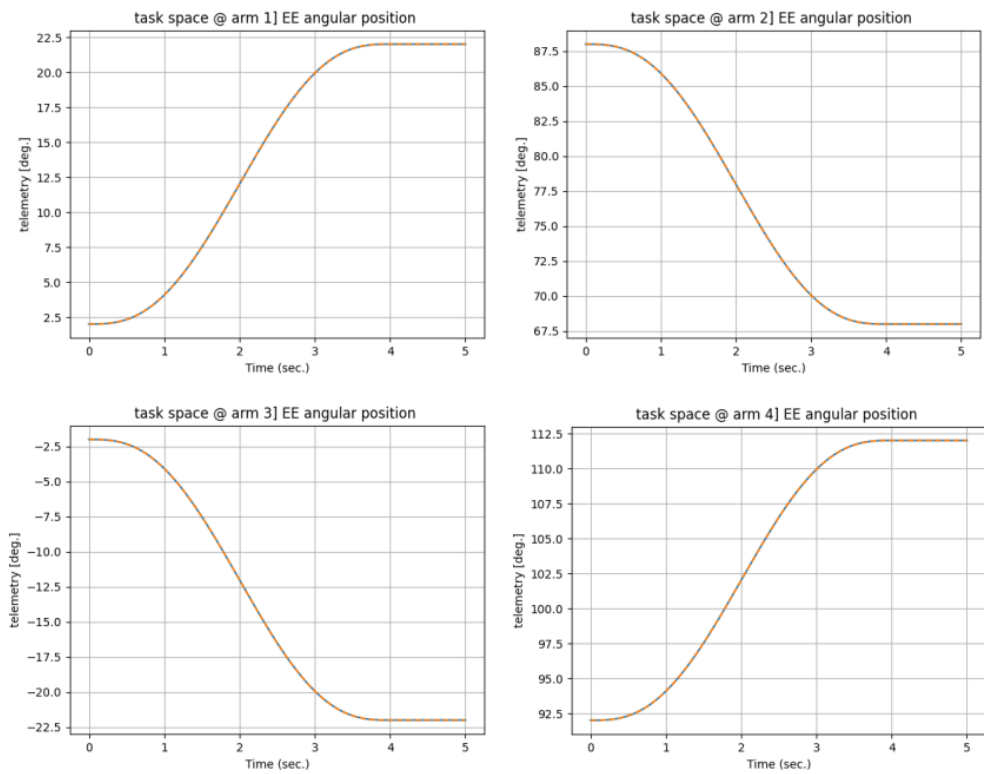 task space @ arm 1] EE angular position
telemetry [deg.]
22.5
20.0
17.5
15.0
12.5
10.0
7.5
5.0
2.5
0 1 2 3 4 5
Time (sec.)
task space @ arm 2] EE angular position
telemetry [deg.]
87.5
85.0
82.5
80.0
77.5
75.0
72.5
70.0
67.5
0 1 2 3 4 5
Time (sec.)
task space @ arm 3] EE angular position
telemetry [deg.]
−2.5
−5.0
−7.5
−10.0
−12.5
−15.0
−17.5
−20.0
−22.5
0 1 2 3 4 5
Time (sec.)
task space @ arm 4] EE angular position
telemetry [deg.]
112.5
110.0
107.5
105.0
102.5
100.0
97.5
95.0
92.5
0 1 2 3 4 5
Time (sec.)